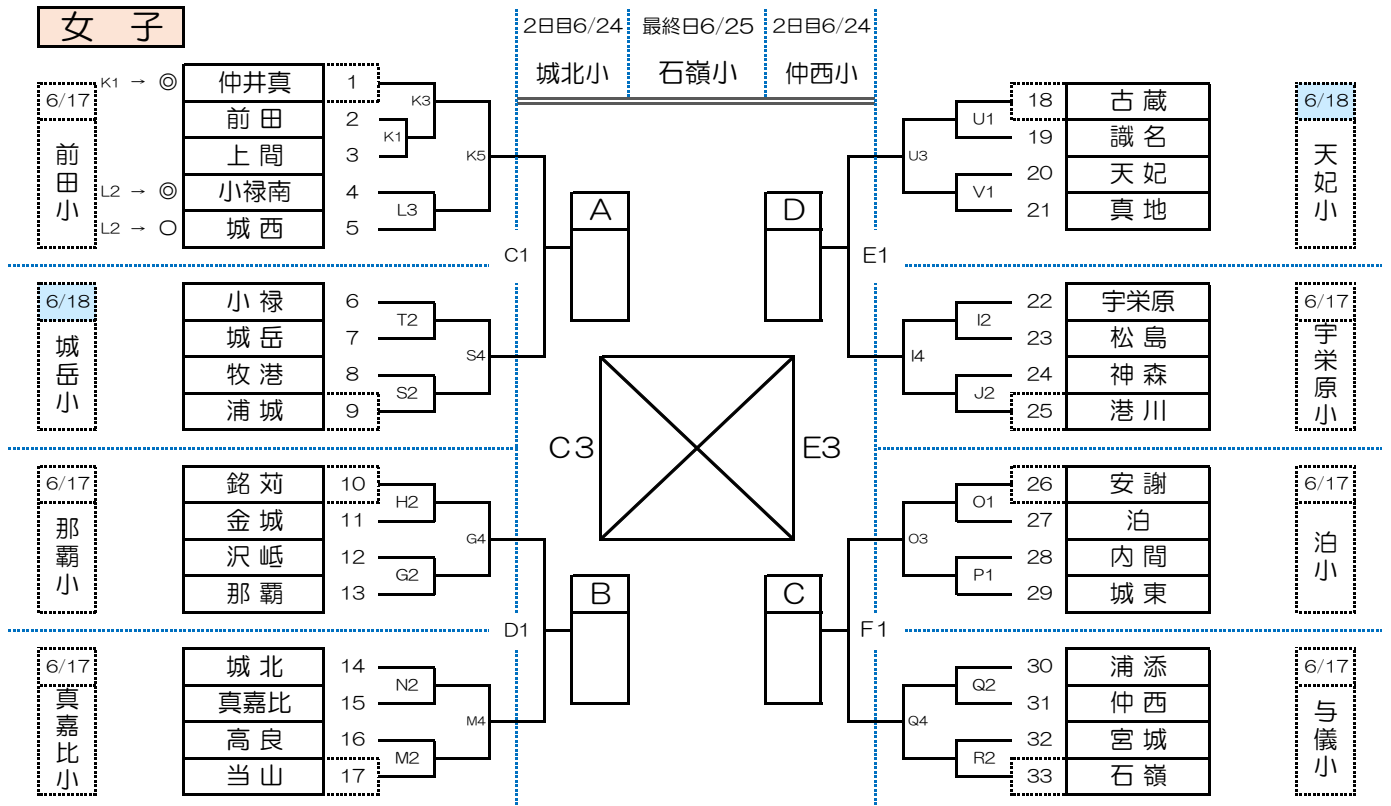 女 子
2日目6/24 最終日6/25 2日目6/24
城北小 石嶺小 仲西小
6/17
前田小
K1 → ◎ 仲井真 1
前 田 2
上 間 3
L2 → ◎ 小禄南 4
L2 → ○ 城 西 5
K3
K1
K5
L3
6/18
城岳小
小 禄 6
城 岳 7
牧 港 8
浦 城 9
T2
S4
S2
C1
A
6/17
那覇小
銘 苅 10
金 城 11
沢 岻 12
那 覇 13
H2
G4
G2
6/17
真嘉比小
城 北 14
真嘉比 15
高 良 16
当 山 17
N2
M4
M2
D1
B
C3
E3
18 古 蔵
19 識 名
20 天 妃
21 真 地
U1
U3
V1
6/18
天妃小
D
E1
22 宇栄原
23 松 島
24 神 森
25 港 川
I2
I4
J2
6/17
宇栄原小
26 安 謝
27 泊
28 内 間
29 城 東
O1
O3
P1
6/17
泊小
C
F1
30 浦 添
31 仲 西
32 宮 城
33 石 嶺
Q2
Q4
R2
6/17
与儀小